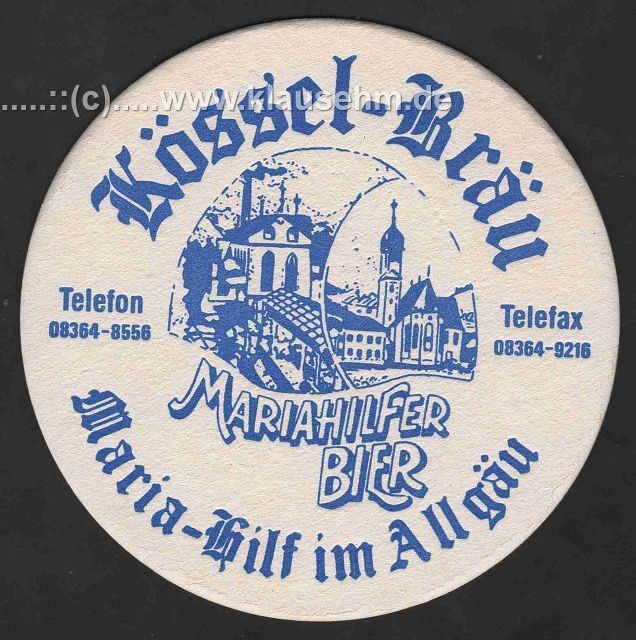 .....::(c).....www.klausehm.de
Kössel-Bräu
Telefon
08364-8556
Telefax
08364-9216
MARIAHILFER
BIER
Maria-Hilf im Allgäu